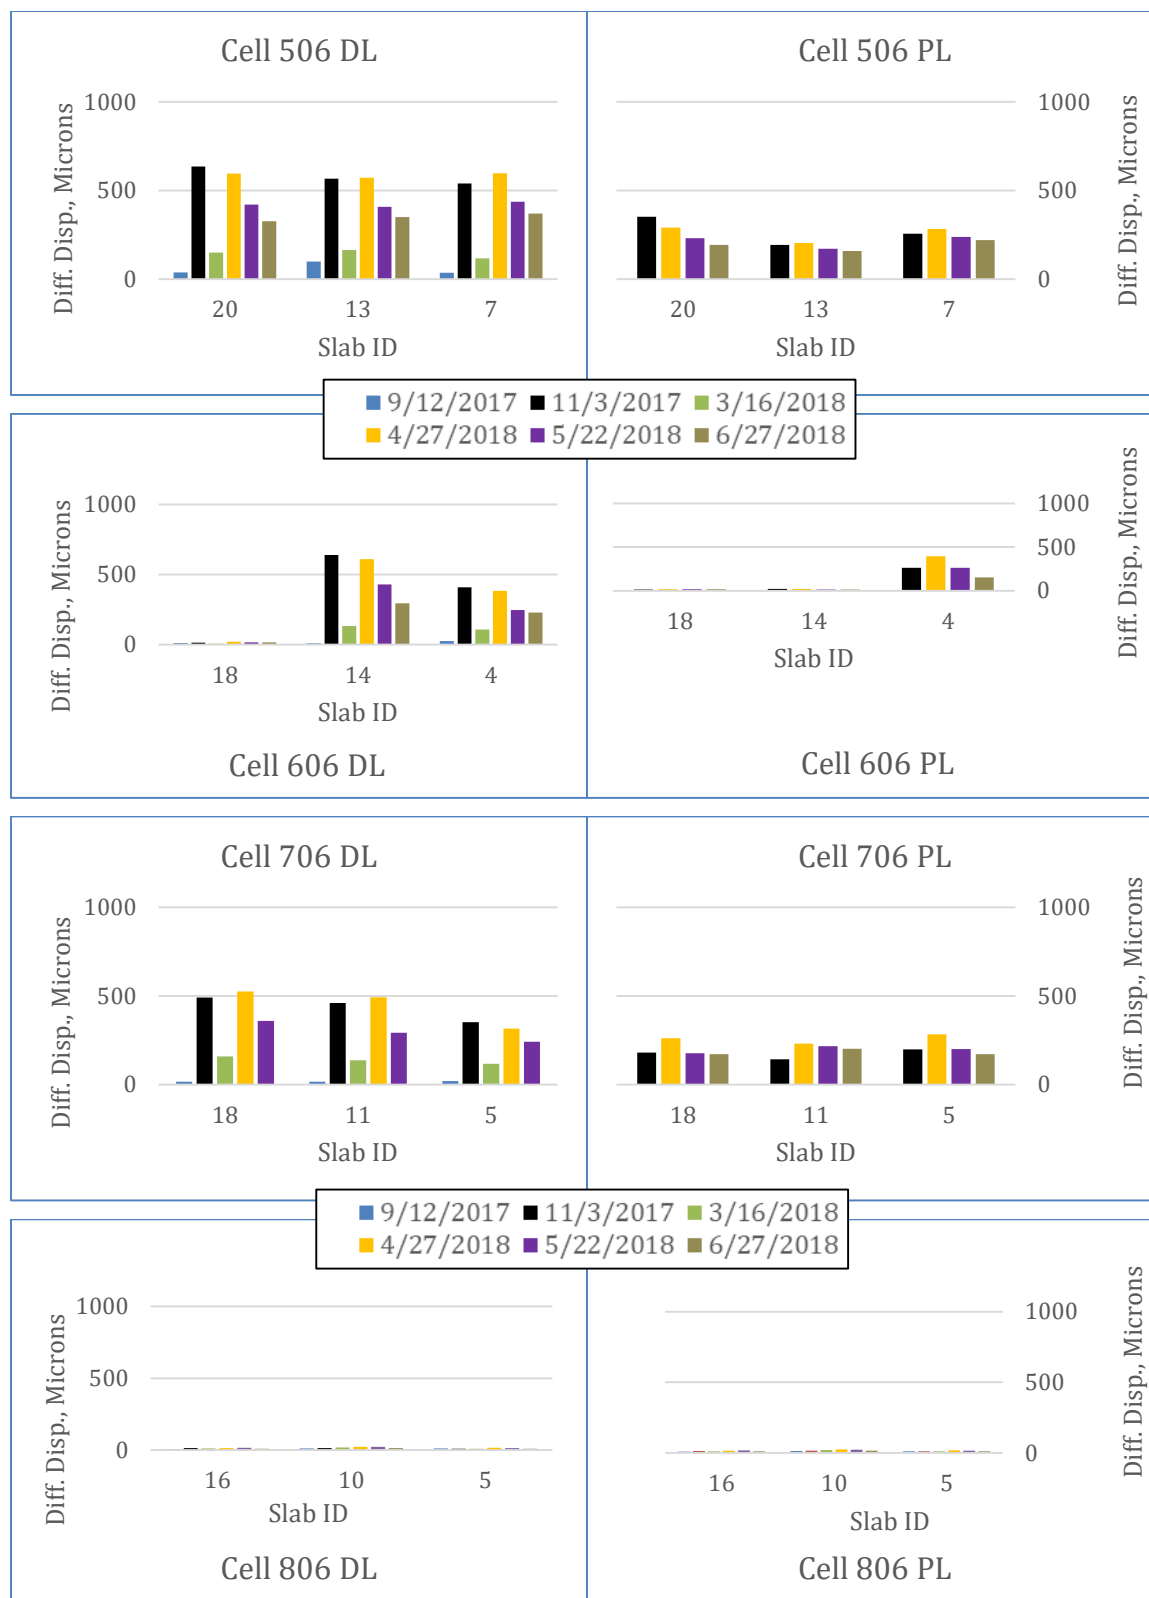 Cell 506 DL
Diff. Disp., Microns
1000
500
0
20 13 7
Slab ID
Cell 506 PL
1000
500
0
Diff. Disp., Microns
20 13 7
Slab ID
9/12/2017 11/3/2017 3/16/2018
4/27/2018 5/22/2018 6/27/2018
Diff. Disp., Microns
1000
500
0
18 14 4
Slab ID
Cell 606 DL
1000
500
0
Diff. Disp., Microns
18 14 4
Slab ID
Cell 606 PL
Cell 706 DL
Diff. Disp., Microns
1000
500
0
18 11 5
Slab ID
Cell 706 PL
1000
500
0
Diff. Disp., Microns
18 11 5
Slab ID
9/12/2017 11/3/2017 3/16/2018
4/27/2018 5/22/2018 6/27/2018
Diff. Disp., Microns
1000
500
0
16 10 5
Slab ID
Cell 806 DL
1000
500
0
Diff. Disp., Microns
16 10 5
Slab ID
Cell 806 PL